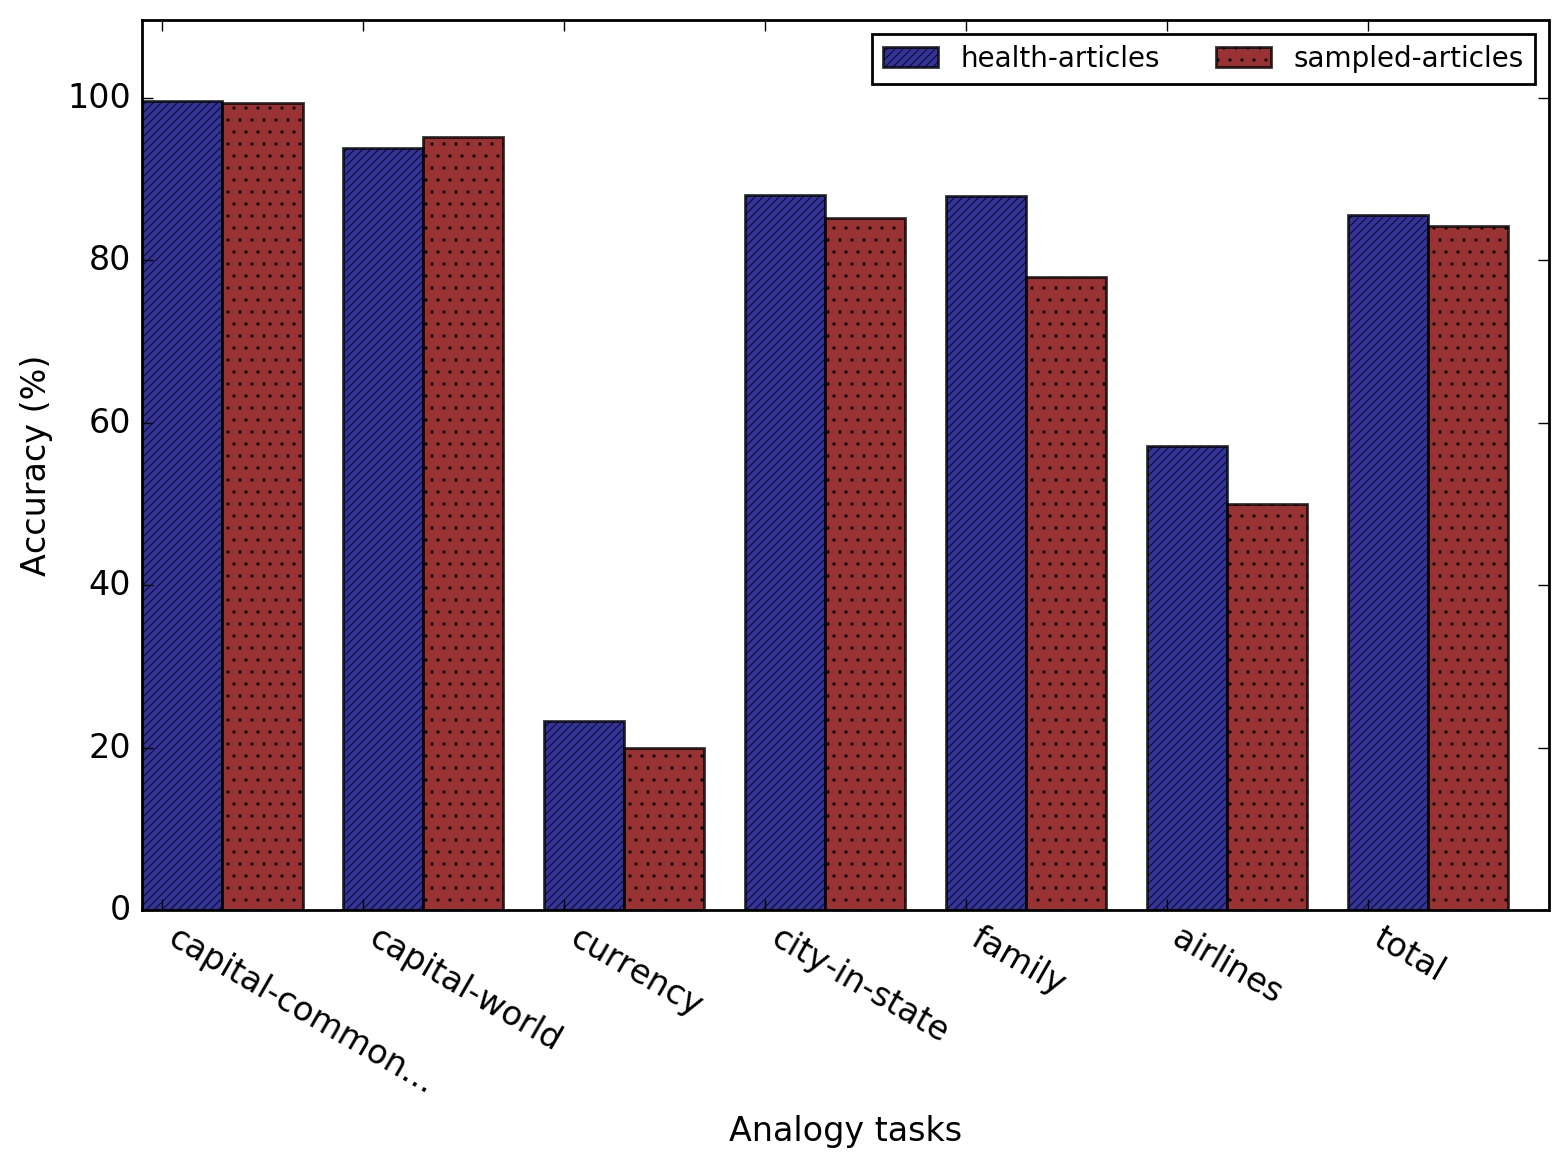 health-articles
sampled-articles
100
80
60
40
20
0
Accuracy (%)
capital-common...
capital-world
currency
city-in-state
family
airlines
total
Analogy tasks